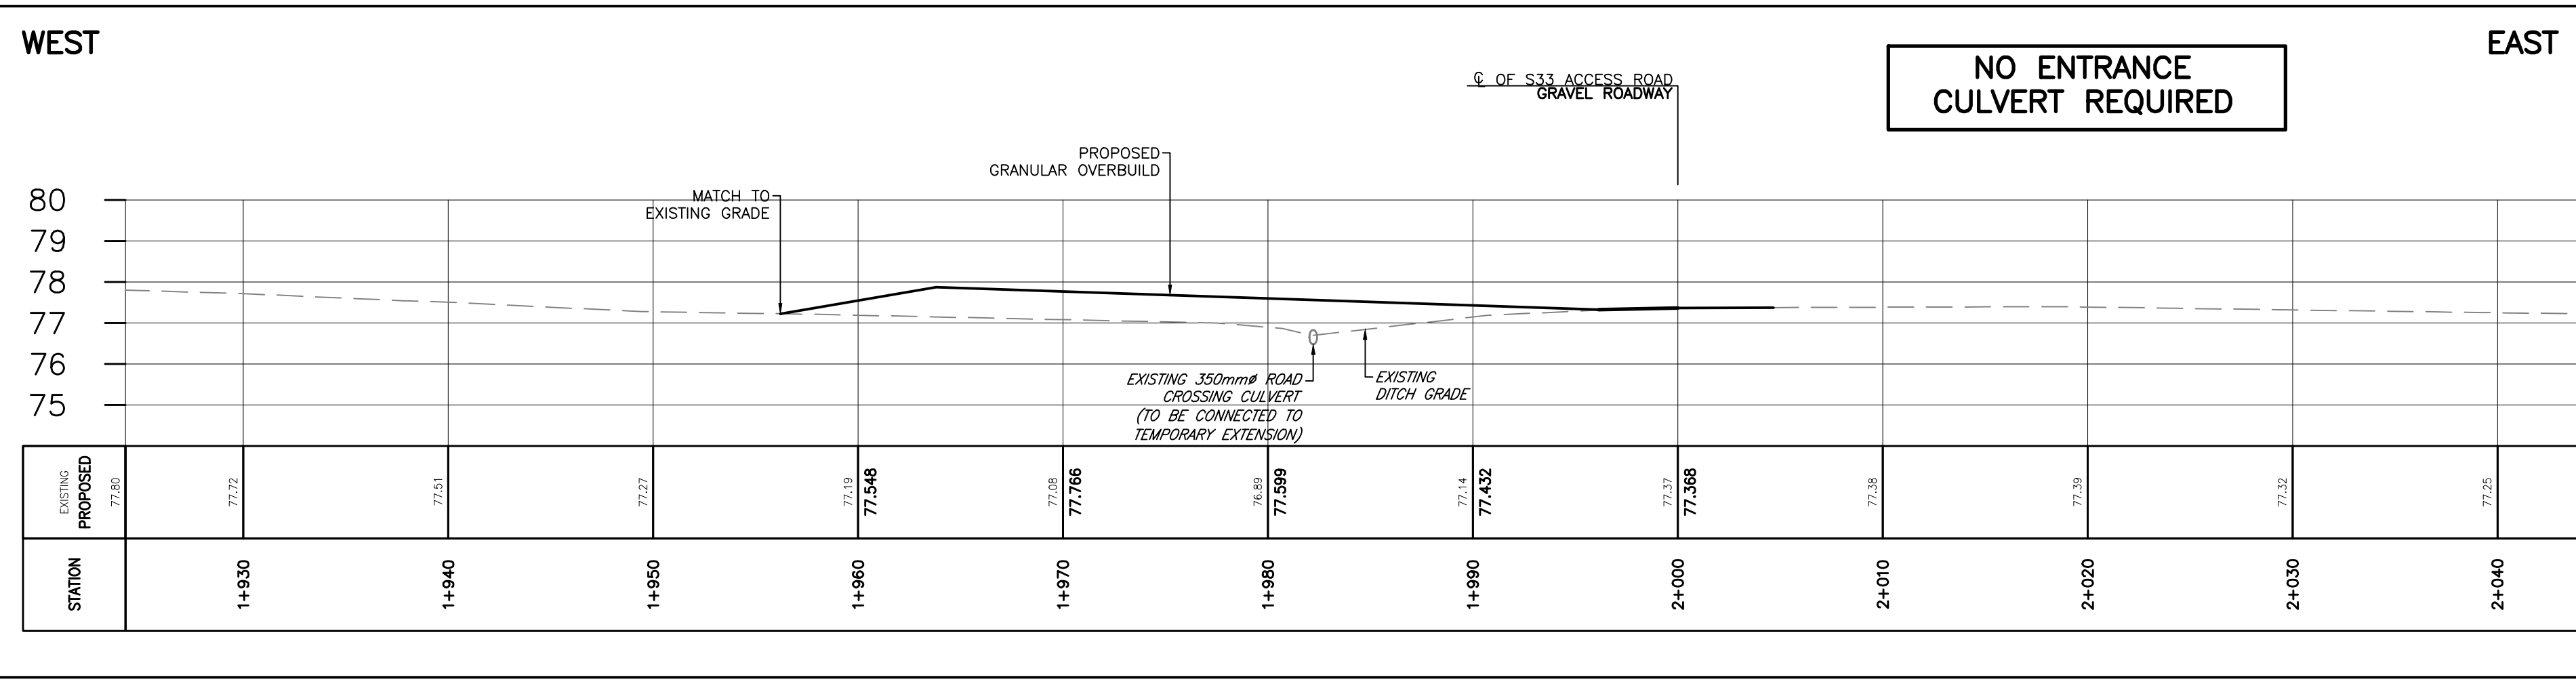 WEST
EAST
NO ENTRANCE
CULVERT REQUIRED
℄ OF S33 ACCESS ROAD
GRAVEL ROADWAY
PROPOSED
GRANULAR OVERBUILD
MATCH TO
EXISTING GRADE
80
79
78
77
76
75
EXISTING 350mmø ROAD
CROSSING CULVERT
(TO BE CONNECTED TO
TEMPORARY EXTENSION)
EXISTING
DITCH GRADE
EXISTING
PROPOSED
77.80
77.72
77.51
77.27
77.19
77.548
77.08
77.766
76.89
77.599
77.14
77.432
77.37
77.368
77.38
77.39
77.32
77.25
STATION
1+930
1+940
1+950
1+960
1+970
1+980
1+990
2+000
2+010
2+020
2+030
2+040